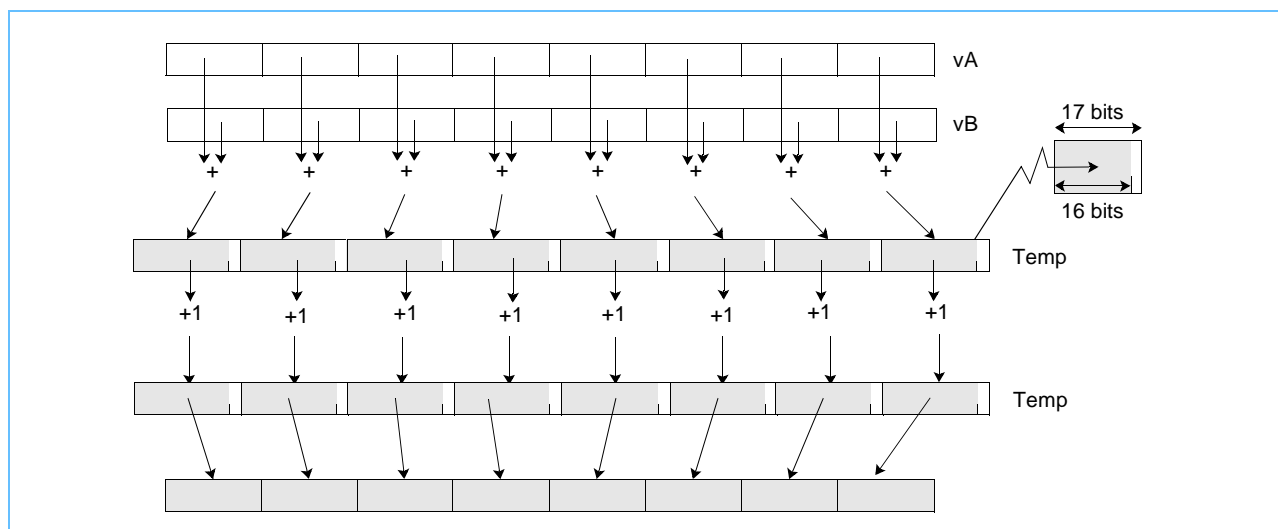 vA
vB
17 bits
+ + + + + + + +
16 bits
Temp
+1 +1 +1 +1 +1 +1 +1 +1
Temp